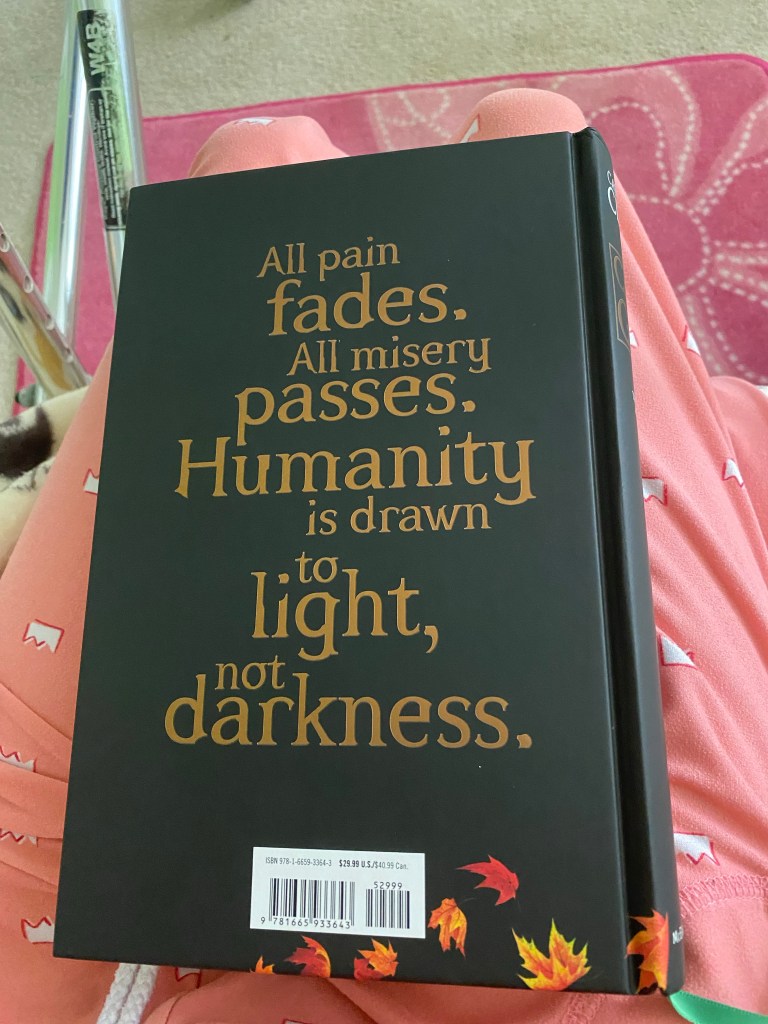 All pain
fades.
All misery
passes.
Humanity
is drawn
to
light,
not
darkness.
ISBN 978-1-6659-3364-3 $29.99 U.S./$40.99 Can.
52999
9 781665 933643
W4B